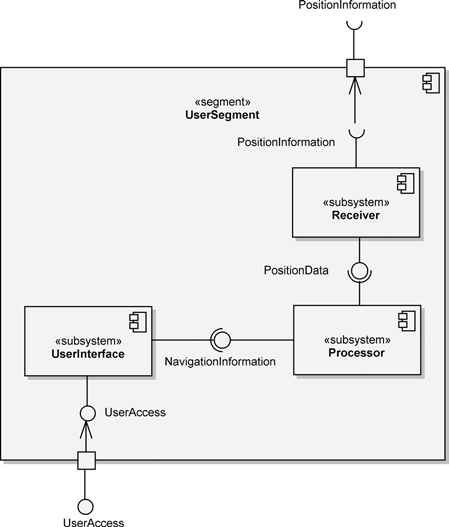 PositionInformation
«segment»
UserSegment
PositionInformation
«subsystem»
Receiver
PositionData
«subsystem»
UserInterface
NavigationInformation
«subsystem»
Processor
UserAccess
UserAccess